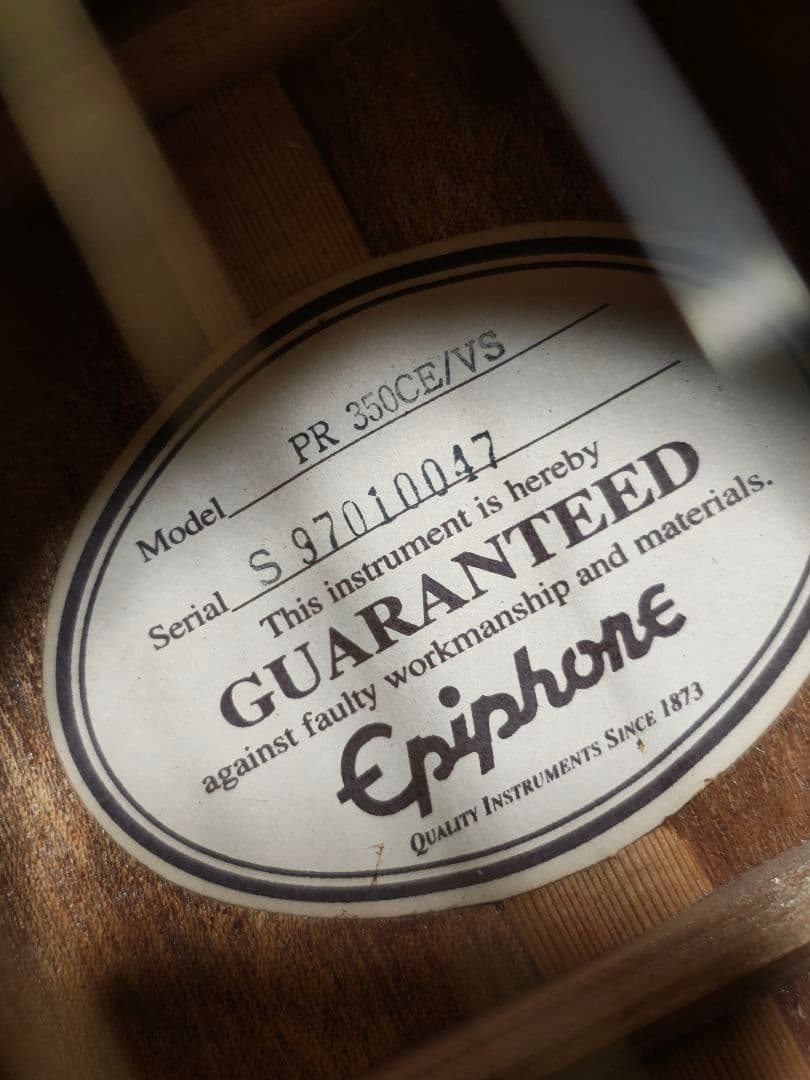 Model PR 350CE/VS
Serial S 97010047
This instrument is hereby
GUARANTEED
against faulty workmanship and materials.
Epiphone
QUALITY INSTRUMENTS SINCE 1873